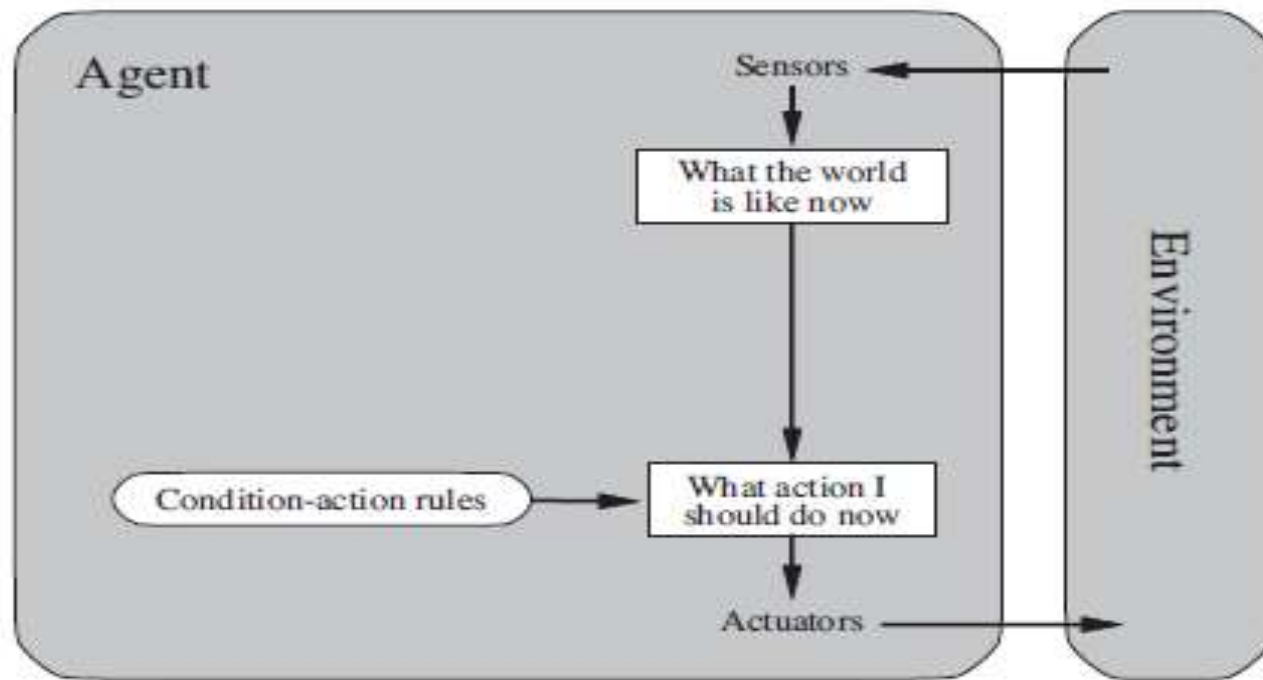 Agent
Sensors
What the world
is like now
Condition-action rules
What action I
should do now
Actuators
Environment